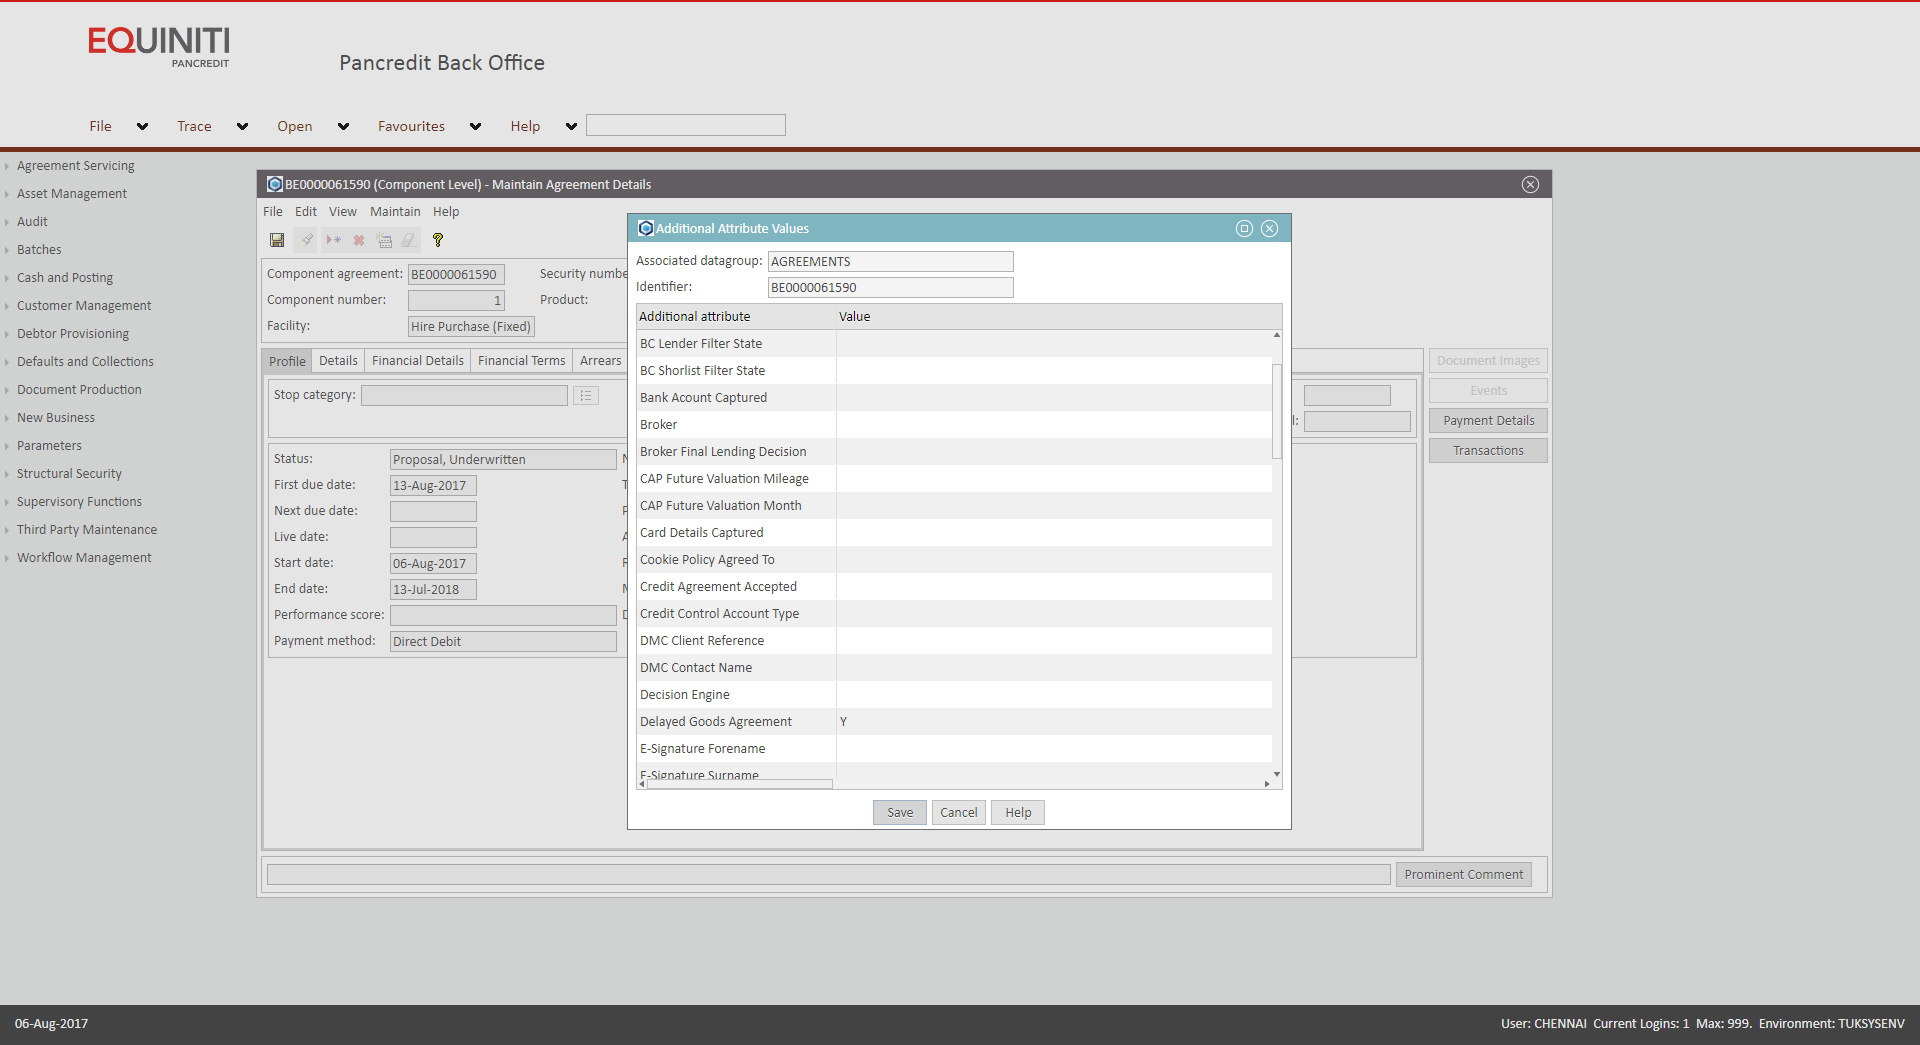 EQUINITI
PANCREDIT
Pancredit Back Office
File Trace Open Favourites Help
Agreement Servicing
Asset Management
Audit
Batches
Cash and Posting
Customer Management
Debtor Provisioning
Defaults and Collections
Document Production
New Business
Parameters
Structural Security
Supervisory Functions
Third Party Maintenance
Workflow Management
BE0000061590 (Component Level) - Maintain Agreement Details
File Edit View Maintain Help
Component agreement: BE0000061590 Security numbe
Component number: 1 Product:
Facility: Hire Purchase (Fixed)
Profile Details Financial Details Financial Terms Arrears
Stop category:
Status: Proposal, Underwritten
First due date: 13-Aug-2017
Next due date:
Live date:
Start date: 06-Aug-2017
End date: 13-Jul-2018
Performance score:
Payment method: Direct Debit
Additional Attribute Values
Associated datagroup: AGREEMENTS
Identifier: BE0000061590
Additional attribute Value
BC Lender Filter State
BC Shorlist Filter State
Bank Acount Captured
Broker
Broker Final Lending Decision
CAP Future Valuation Mileage
CAP Future Valuation Month
Card Details Captured
Cookie Policy Agreed To
Credit Agreement Accepted
Credit Control Account Type
DMC Client Reference
DMC Contact Name
Decision Engine
Delayed Goods Agreement Y
E-Signature Forename
E-Signature Surname
Save Cancel Help
Document Images
Events
Payment Details
Transactions
Prominent Comment
06-Aug-2017
User: CHENNAI Current Logins: 1 Max: 999. Environment: TUKSYSENV